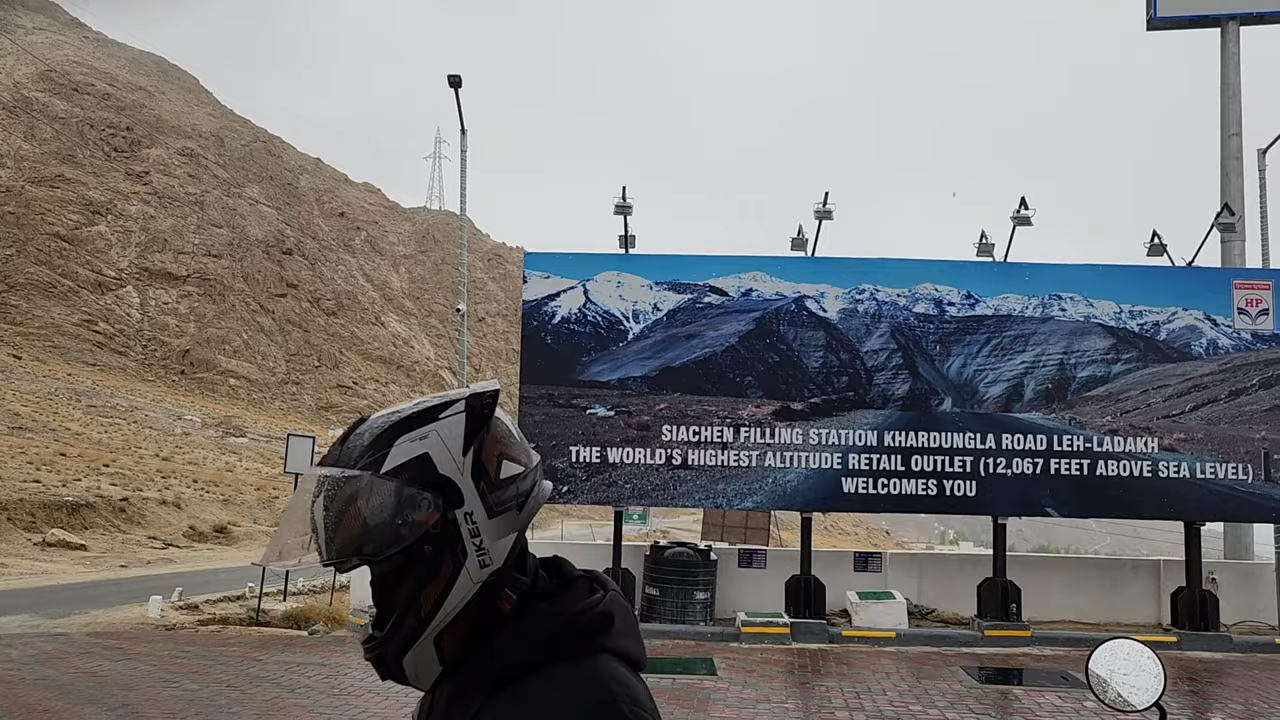 HP
SIACHEN FILLING STATION KHARDUNGLA ROAD LEH-LADAKH
THE WORLD'S HIGHEST ALTITUDE RETAIL OUTLET (12,067 FEET ABOVE SEA LEVEL)
WELCOMES YOU